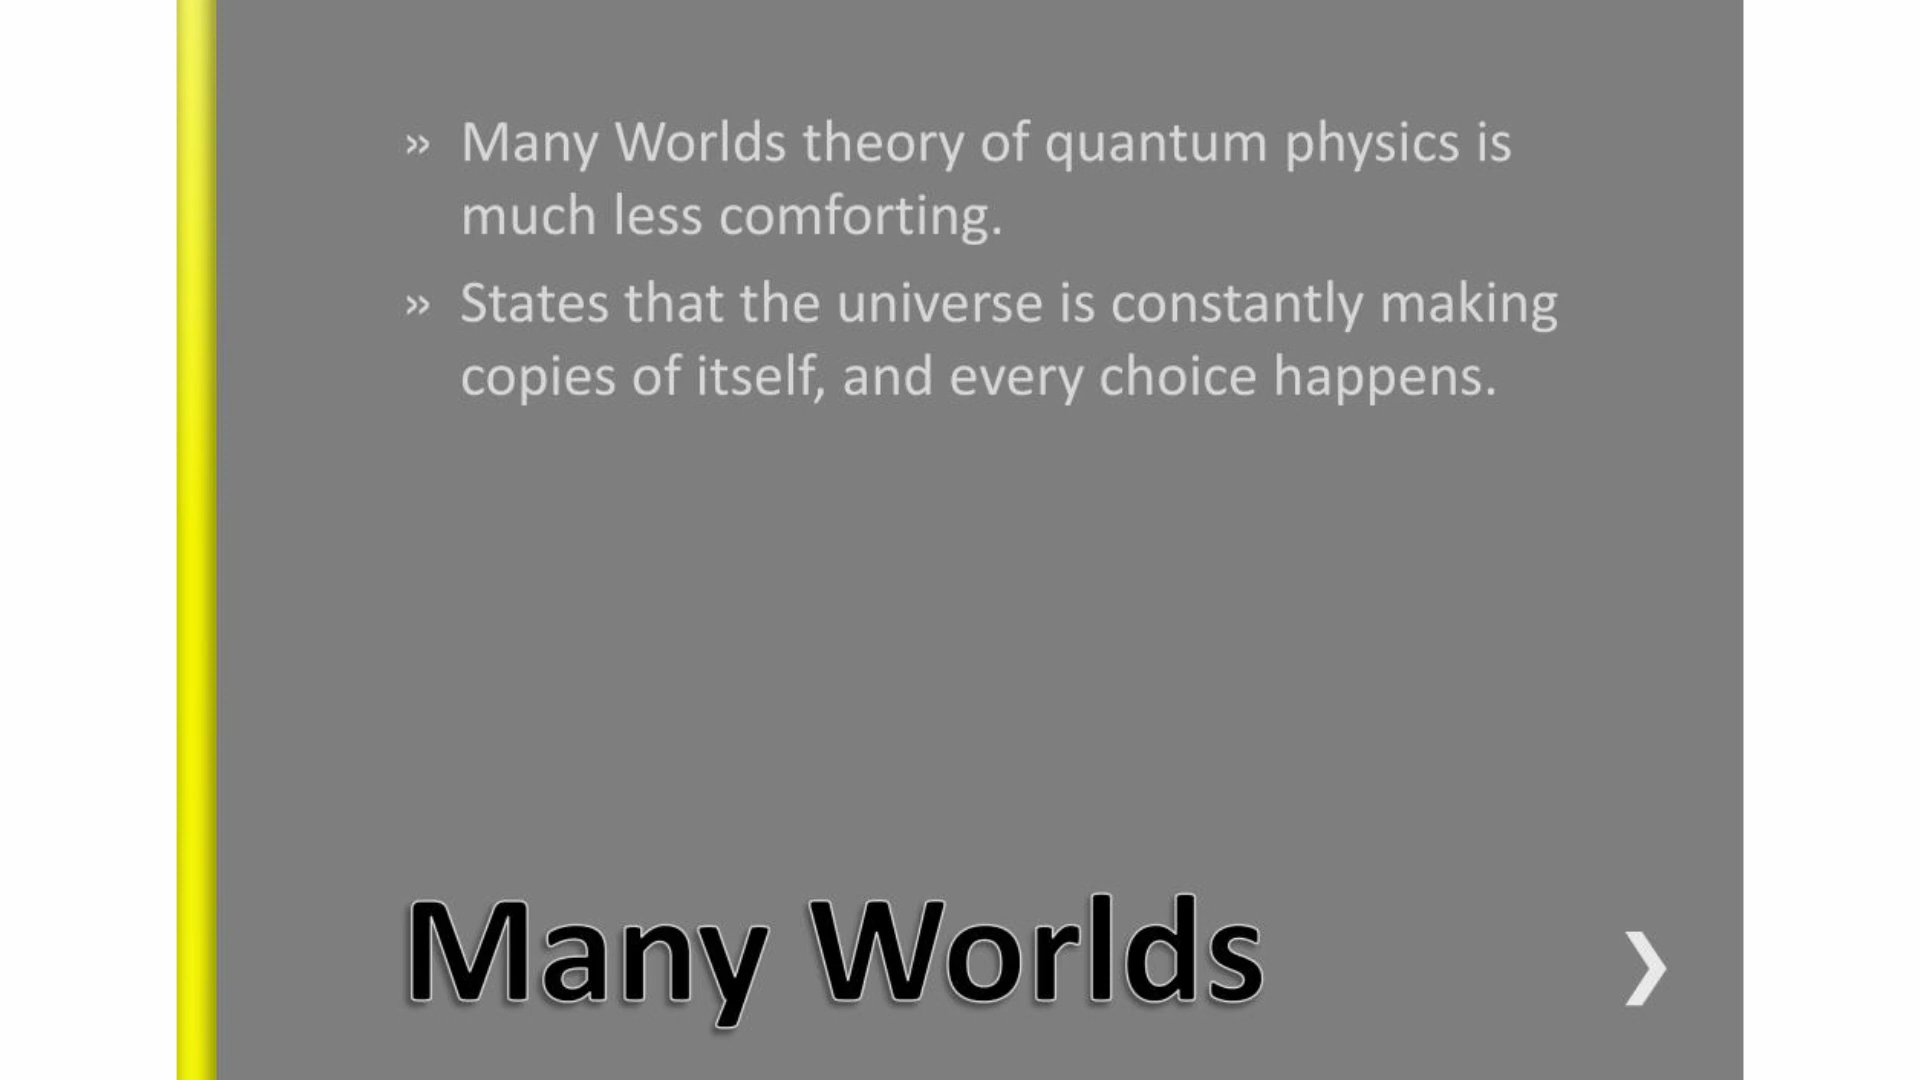 » Many Worlds theory of quantum physics is
much less comforting.
» States that the universe is constantly making
copies of itself, and every choice happens.
Many Worlds